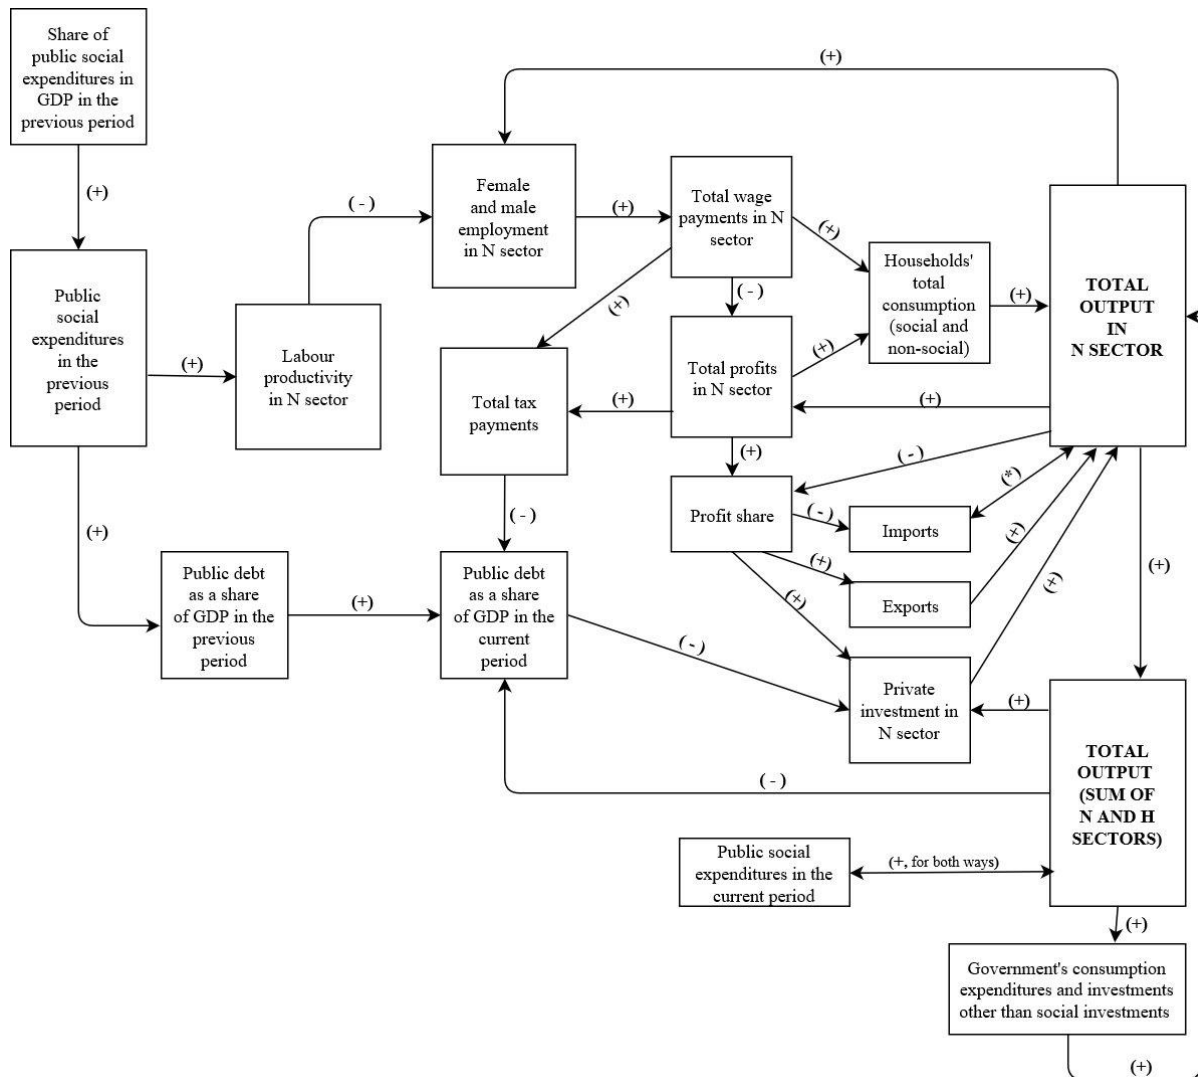 Share of
public social
expenditures in
GDP in the
previous period
(+)
(+)
Public
social
expenditures
in the
previous
period
(+)
Labour
productivity
in N sector
( - )
Female
and male
employment
in N sector
(+)
Total wage
payments in N
sector
(+)
(+)
( - )
Households'
total
consumption
(social and
non-social)
(+)
TOTAL
OUTPUT
IN
N SECTOR
Total profits
in N sector
(+)
(+)
(+)
Total tax
payments
(+)
( - )
( - )
Profit share
( - )
Imports
(*)
(+)
Exports
(+)
(+)
(+)
(+)
(+)
Public debt
as a share
of GDP in the
previous
period
(+)
Public debt
as a share
of GDP in the
current
period
( - )
Private
investment in
N sector
(+)
TOTAL
OUTPUT
(SUM OF
N AND H
SECTORS)
( - )
Public social
expenditures in the
current period
(+, for both ways)
(+)
Government's consumption
expenditures and investments
other than social investments
(+)